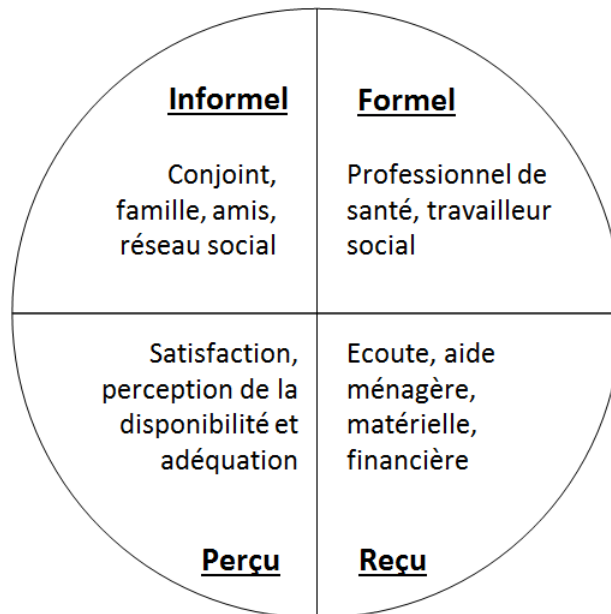 Informel
Conjoint,
famille, amis,
réseau social
Formel
Professionnel de
santé, travailleur
social
Satisfaction,
perception de la
disponibilité et
adéquation
Perçu
Ecoute, aide
ménagère,
matérielle,
financière
Reçu